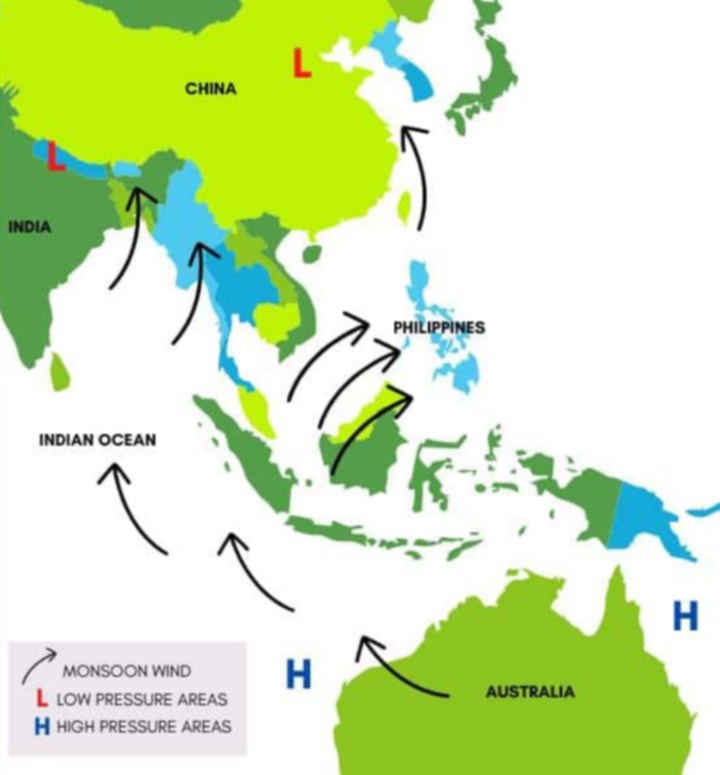 L
CHINA
L
INDIA
PHILIPPINES
INDIAN OCEAN
H
H
AUSTRALIA
MONSOON WIND
L LOW PRESSURE AREAS
H HIGH PRESSURE AREAS